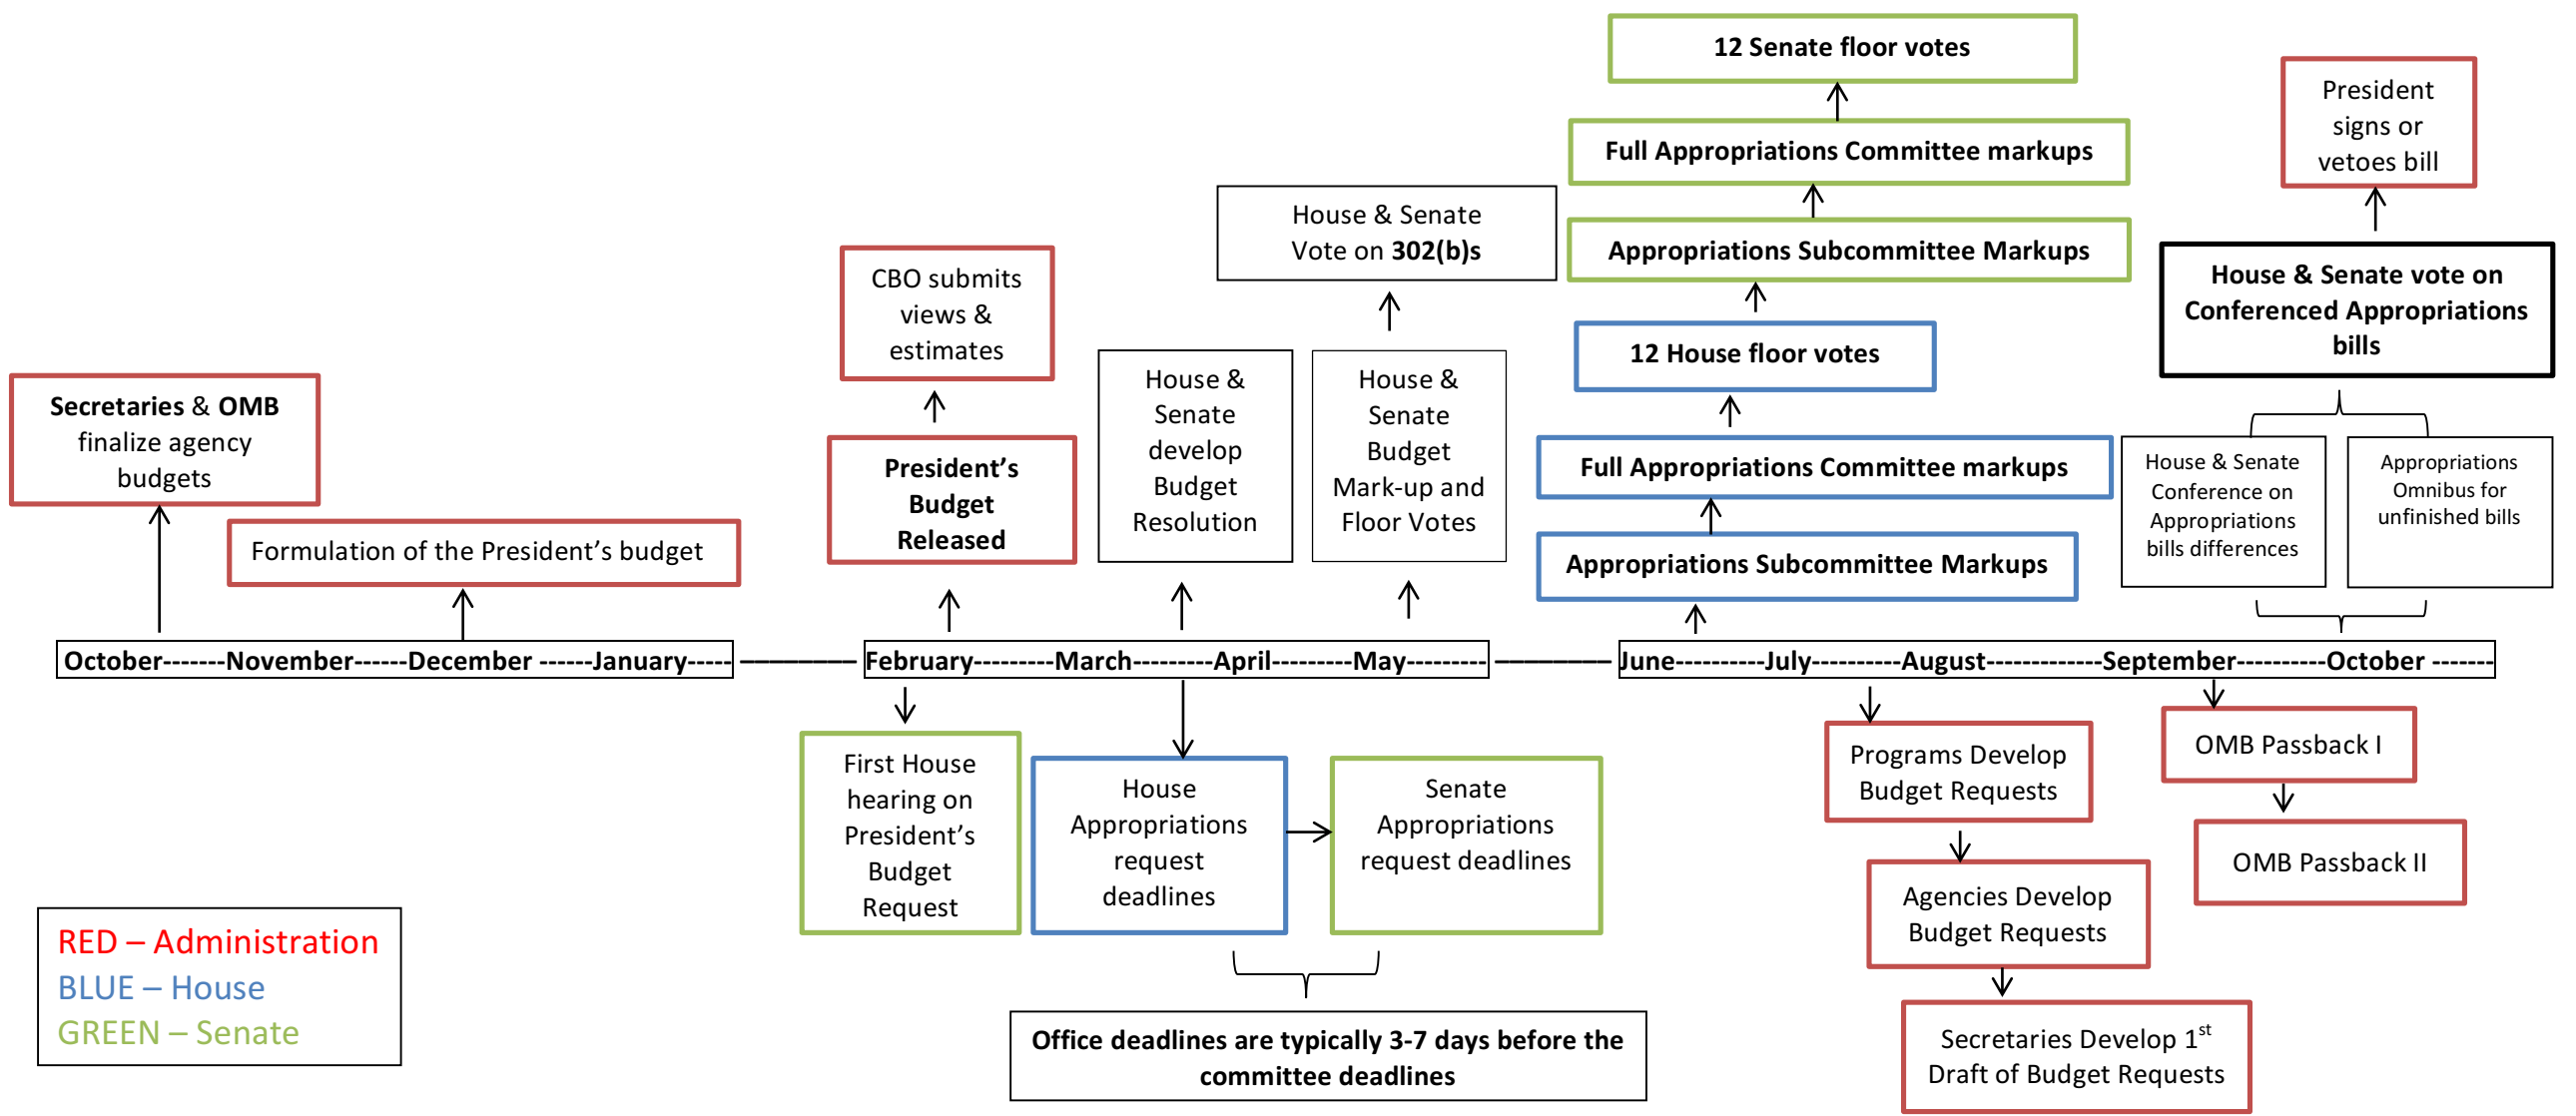 12 Senate floor votes
Full Appropriations Committee markups
Appropriations Subcommittee Markups
12 House floor votes
Full Appropriations Committee markups
Appropriations Subcommittee Markups
President
signs or
vetoes bill
House & Senate vote on
Conferenced Appropriations
bills
House & Senate
Conference on
Appropriations
bills differences
Appropriations
Omnibus for
unfinished bills
House & Senate
Vote on 302(b)s
House &
Senate
Budget
Mark-up and
Floor Votes
House &
Senate
develop
Budget
Resolution
CBO submits
views &
estimates
President’s
Budget
Released
Secretaries & OMB
finalize agency
budgets
Formulation of the President’s budget
October-------November------December ------January-----
February---------March---------April---------May---------
June----------July----------August-------------September----------October -------
First House
hearing on
President’s
Budget
Request
House
Appropriations
request
deadlines
Senate
Appropriations
request deadlines
Office deadlines are typically 3-7 days before the
committee deadlines
Programs Develop
Budget Requests
Agencies Develop
Budget Requests
Secretaries Develop 1st
Draft of Budget Requests
OMB Passback I
OMB Passback II
RED – Administration
BLUE – House
GREEN – Senate